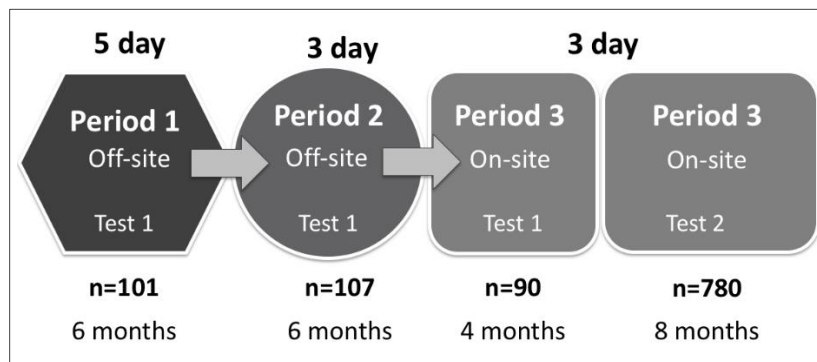 5 day
3 day
3 day
Period 1
Off-site
Test 1
Period 2
Off-site
Test 1
Period 3
On-site
Test 1
Period 3
On-site
Test 2
n=101
n=107
n=90
n=780
6 months
6 months
4 months
8 months